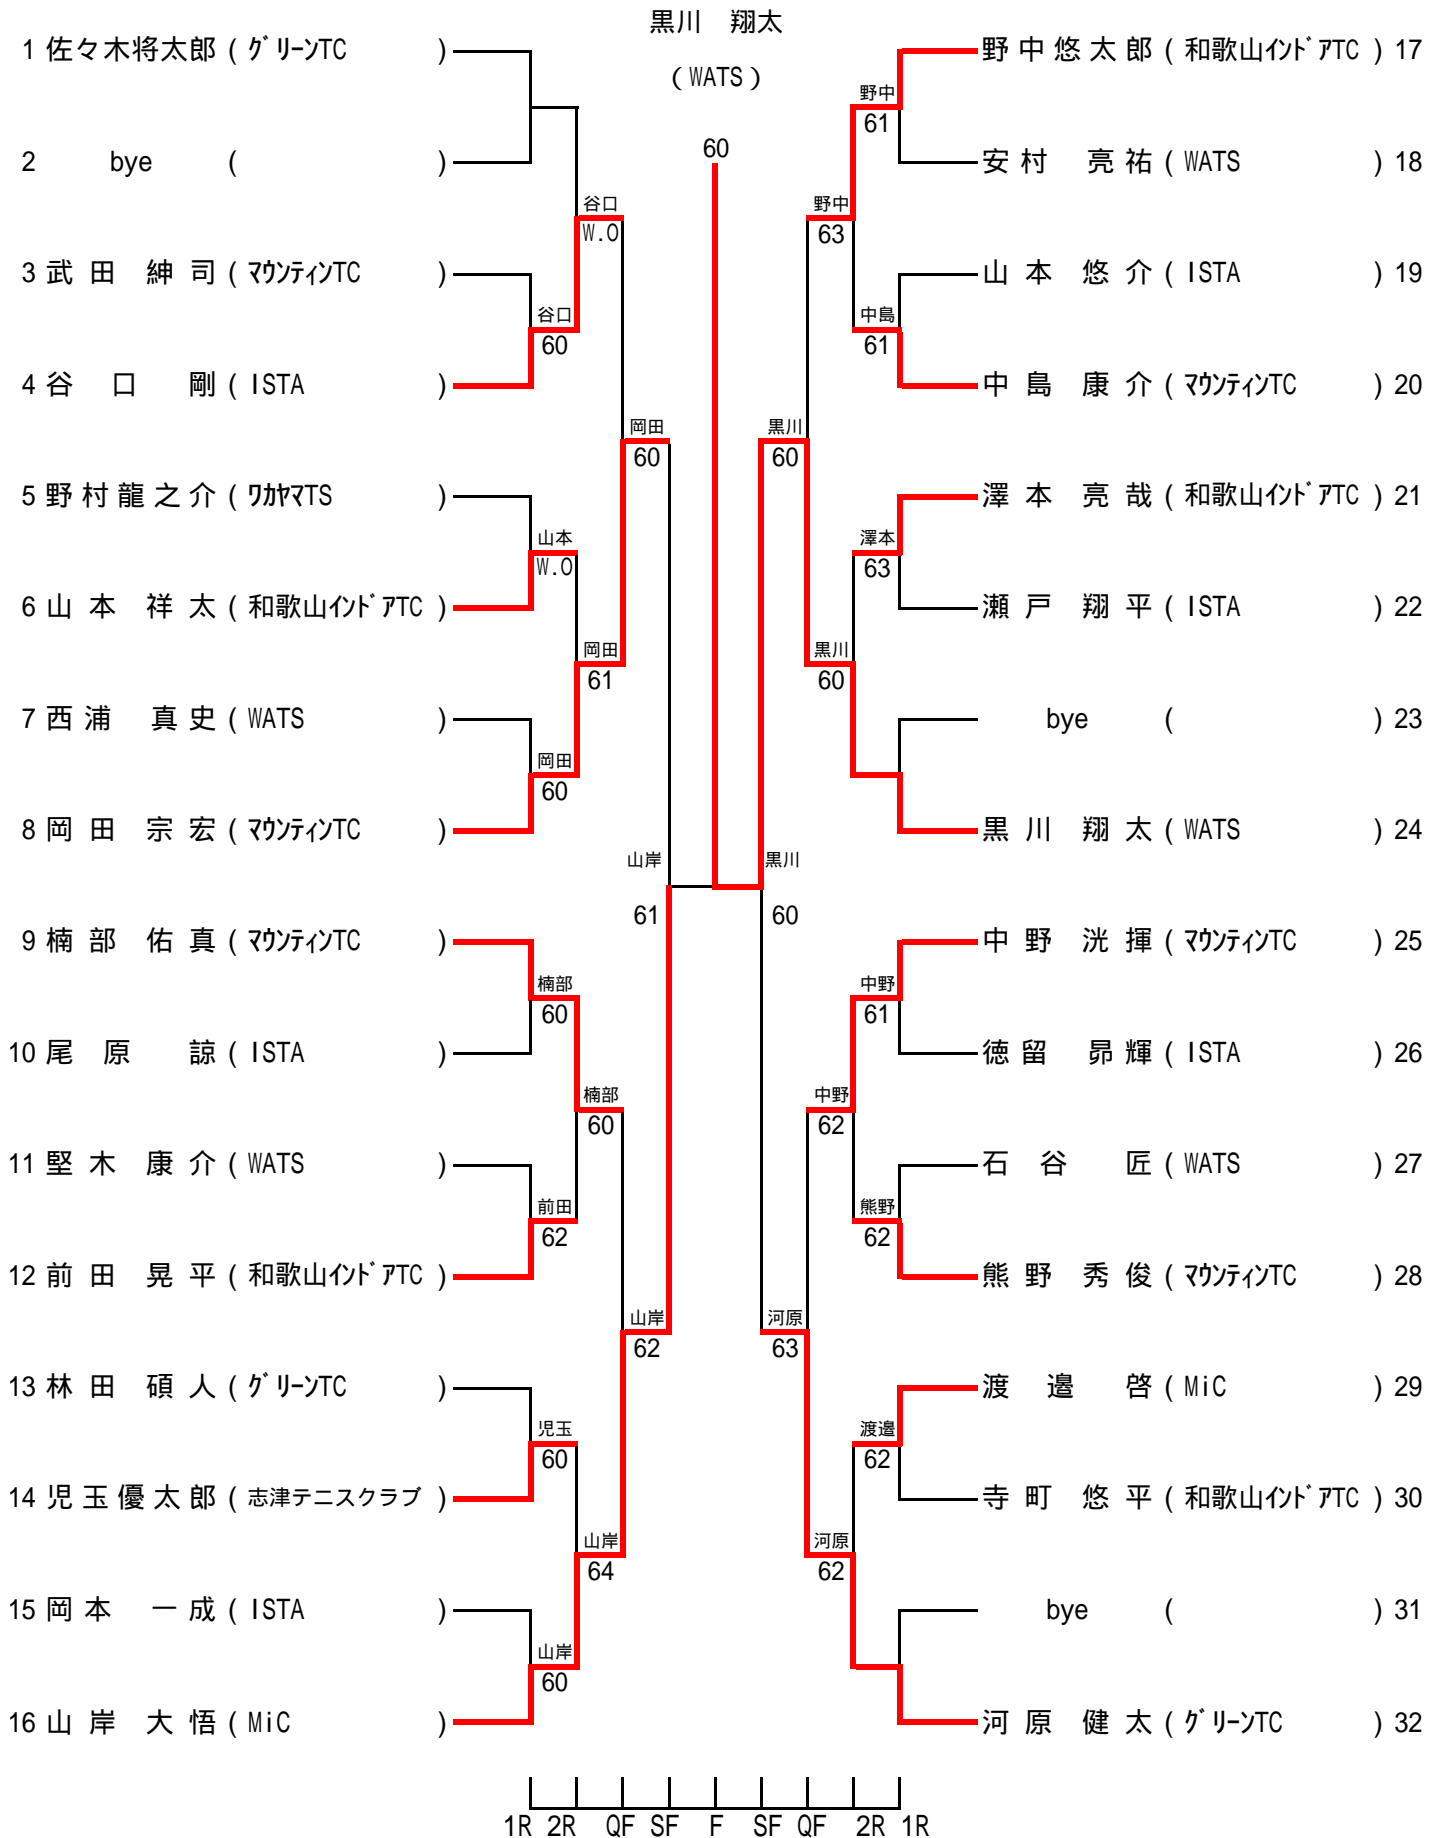 黒川 翔太
(WATS)
60
1 佐々木将太郎 ( グリーンTC )
2 bye ( )
3 武田 紳司 ( マウンティンTC )
4 谷口 剛 ( ISTA )
5 野村龍之介 ( ワカヤマTS )
6 山本 祥太 ( 和歌山インドアTC )
7 西浦 真史 ( WATS )
8 岡田 宗宏 ( マウンティンTC )
9 楠部 佑真 ( マウンティンTC )
10 尾原 諒 ( ISTA )
11 堅木 康介 ( WATS )
12 前田 晃平 ( 和歌山インドアTC )
13 林田 碩人 ( グリーンTC )
14 児玉優太郎 ( 志津テニスクラブ )
15 岡本 一成 ( ISTA )
16 山岸 大悟 ( MiC )
谷口
60
山本
W.O
岡田
60
楠部
60
前田
62
児玉
60
山岸
60
谷口
W.O
岡田
61
楠部
60
山岸
64
岡田
60
山岸
62
山岸
61
黒川
60
黒川
60
河原
63
野中
63
黒川
60
中野
62
河原
62
野中
61
中島
61
澤本
63
中野
61
熊野
62
渡邉
62
野中悠太郎 ( 和歌山インドアTC ) 17
安村 亮祐 ( WATS ) 18
山本 悠介 ( ISTA ) 19
中島 康介 ( マウンティンTC ) 20
澤本 亮哉 ( 和歌山インドアTC ) 21
瀬戸 翔平 ( ISTA ) 22
bye ( ) 23
黒川 翔太 ( WATS ) 24
中野 洸揮 ( マウンティンTC ) 25
徳留 昴輝 ( ISTA ) 26
石谷 匠 ( WATS ) 27
熊野 秀俊 ( マウンティンTC ) 28
渡邉 啓 ( MiC ) 29
寺町 悠平 ( 和歌山インドアTC ) 30
bye ( ) 31
河原 健太 ( グリーンTC ) 32
1R 2R QF SF F SF QF 2R 1R